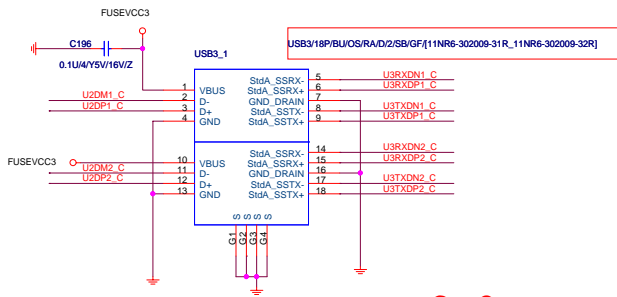 FUSEVCC3
C196
0.1U/4/Y5V/16V/Z
USB3_1
USB3/18P/BU/OS/RA/D/2/SB/GF/[11NR6-302009-31R_11NR6-302009-32R]
1 VBUS StdA_SSRX- 5 U3RXDN1_C
U2DM1_C 2 D- StdA_SSRX+ 6 U3RXDP1_C
U2DP1_C 3 D+ GND_DRAIN 7
4 GND StdA_SSTX- 8 U3TXDN1_C
StdA_SSTX+ 9 U3TXDP1_C
StdA_SSRX- 14 U3RXDN2_C
FUSEVCC3 10 VBUS StdA_SSRX+ 15 U3RXDP2_C
U2DM2_C 11 D- GND_DRAIN 16
U2DP2_C 12 D+ StdA_SSTX- 17 U3TXDN2_C
13 GND StdA_SSTX+ 18 U3TXDP2_C
S S S S
G1 G2 G3 G4